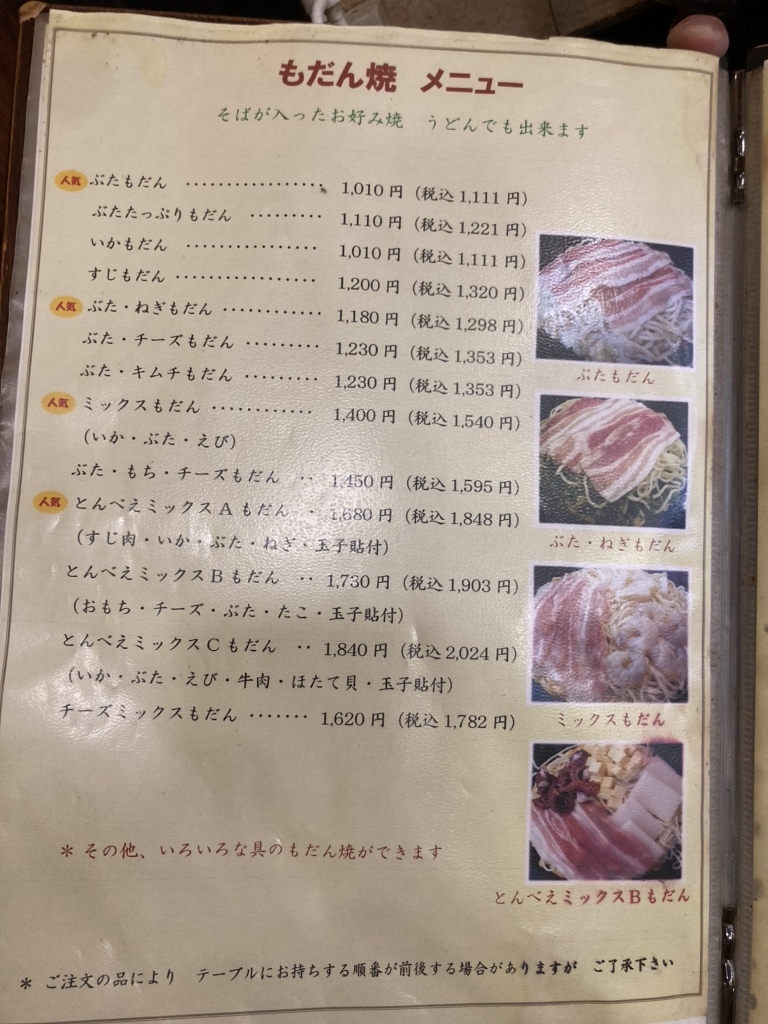 もだん焼 メニュー
そばが入ったお好み焼 うどんでも出来ます
人気 ぶたもだん ・・・・・・・・・・・・・・・・・・ 1,010円(税込1,111円)
ぶたたっぷりもだん ・・・・・・・・・ 1,110円(税込1,221円)
いかもだん ・・・・・・・・・・・・・・・・・ 1,010円(税込1,111円)
すじもだん ・・・・・・・・・・・・・・・・・ 1,200円(税込1,320円)
人気 ぶた・ねぎもだん ・・・・・・・・・・・・ 1,180円(税込1,298円)
ぶた・チーズもだん ・・・・・・・・・ 1,230円(税込1,353円)
ぶた・キムチもだん ・・・・・・・・・ 1,230円(税込1,353円)
人気 ミックスもだん ・・・・・・・・・・・・ 1,400円(税込1,540円)
(いか・ぶた・えび)
ぶた・もち・チーズもだん ・・ 1,450円(税込1,595円)
人気 とんべえミックスAもだん ・ 1,680円(税込1,848円)
(すじ肉・いか・ぶた・ねぎ・玉子貼付)
とんべえミックスBもだん ・・ 1,730円(税込1,903円)
(おもち・チーズ・ぶた・たこ・玉子貼付)
とんべえミックスCもだん ・・ 1,840円(税込2,024円)
(いか・ぶた・えび・牛肉・ほたて貝・玉子貼付)
チーズミックスもだん ・・・・・・・ 1,620円(税込1,782円)
ぶたもだん
ぶた・ねぎもだん
ミックスもだん
とんべえミックスBもだん
＊その他、いろいろな具のもだん焼ができます
＊ ご注文の品により テーブルにお持ちする順番が前後する場合がありますが ご了承下さい